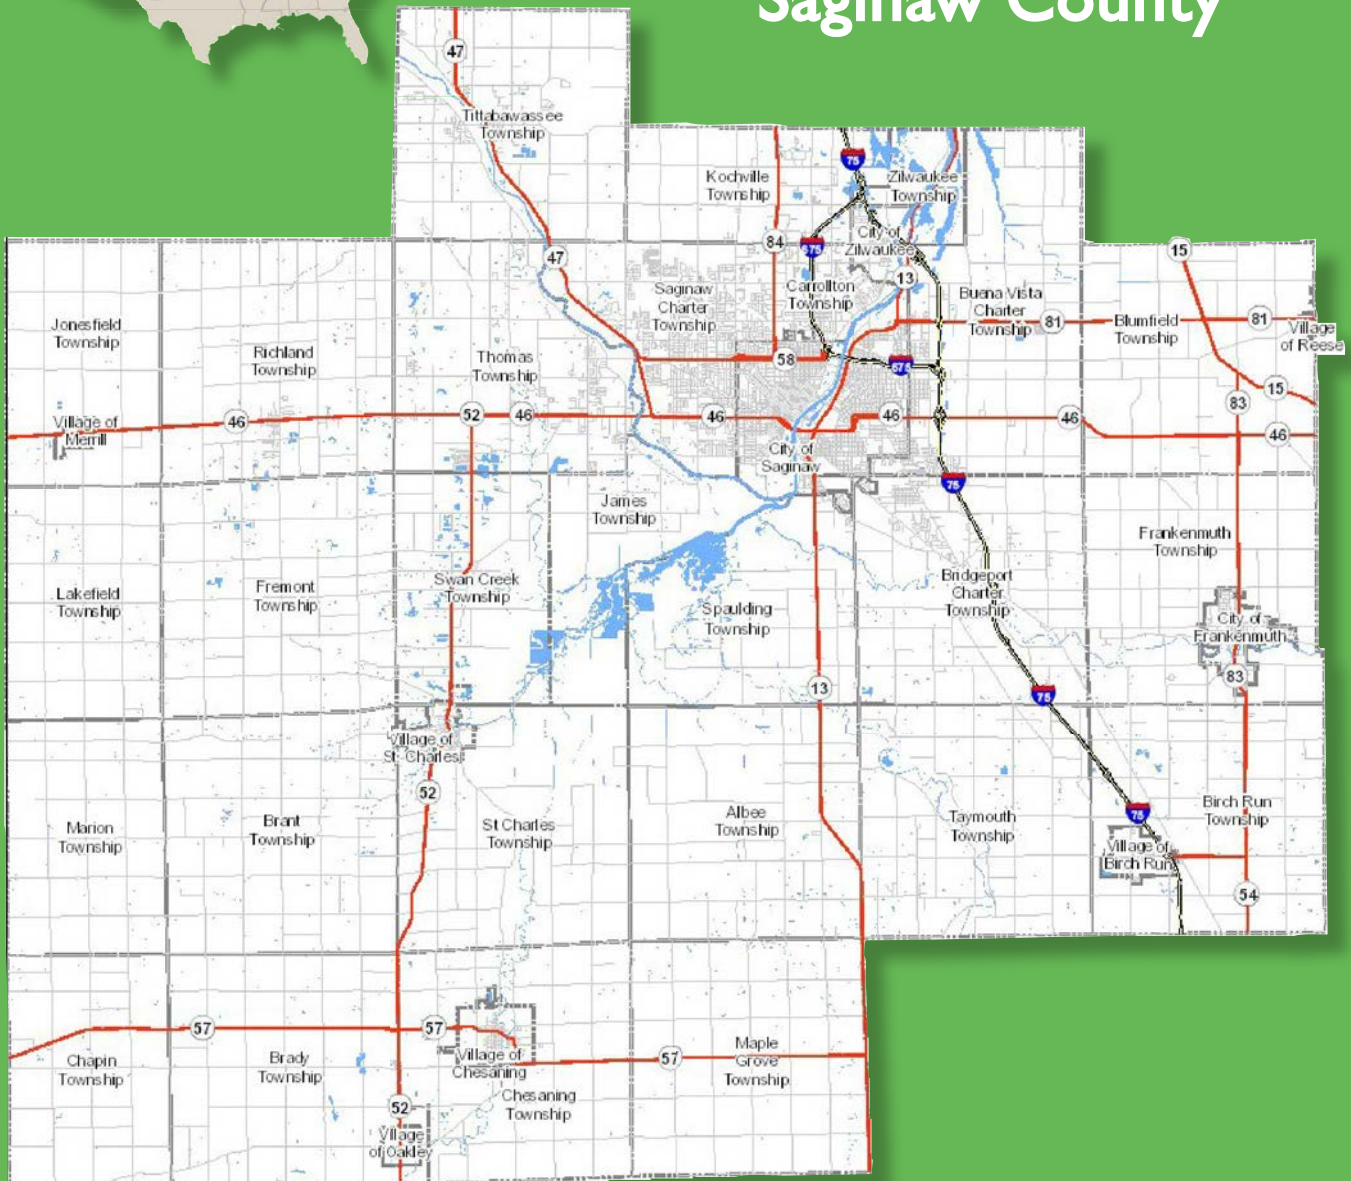 Saginaw County
47
Tittabawassee
Township
75
Kochville
Township
Zilwaukee
Township
84
675
City of
Zilwaukee
15
47
13
Saginaw
Charter
Township
Carrollton
Township
Buena Vista
Charter
Township
81
Blumfield
Township
81
Village
of Reese
Jonesfield
Township
Richland
Township
Thomas
Township
58
675
15
83
Village of
Merrill
46
52
46
46
46
46
46
City of
Saginaw
75
James
Township
Frankenmuth
Township
Lakefield
Township
Fremont
Township
Swan Creek
Township
Spaulding
Township
Bridgeport
Charter
Township
City of
Frankenmuth
83
13
75
Village of
St. Charles
52
Marion
Township
Brant
Township
St Charles
Township
Albee
Township
Taymouth
Township
Birch Run
Township
75
Village of
Birch Run
54
57
57
57
Chapin
Township
Brady
Township
Village of
Chesaning
Maple
Grove
Township
Chesaning
Township
52
Village
of Oakley